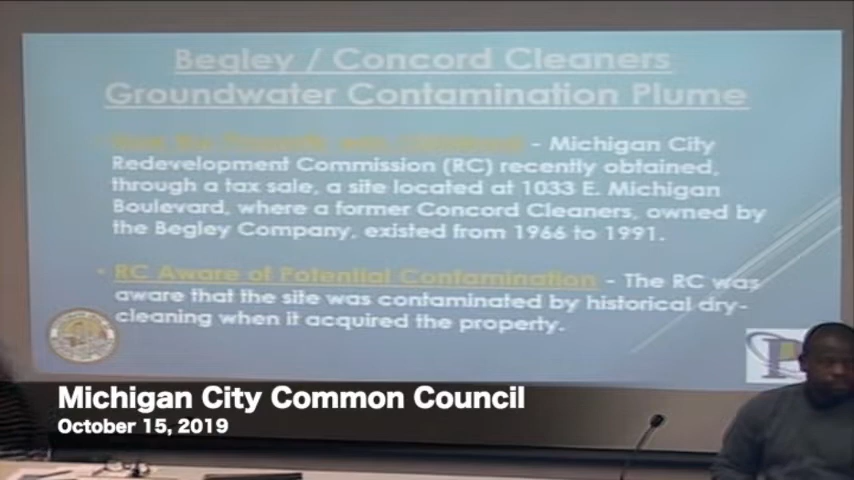 Begley / Concord Cleaners
Groundwater Contamination Plume
- Michigan City
Redevelopment Commission (RC) recently obtained,
through a tax sale, a site located at 1033 E. Michigan
Boulevard, where a former Concord Cleaners, owned by
the Begley Company, existed from 1966 to 1991.
• RC Aware of Potential Contamination - The RC was
aware that the site was contaminated by historical dry-
cleaning when it acquired the property.
Michigan City Common Council
October 15, 2019